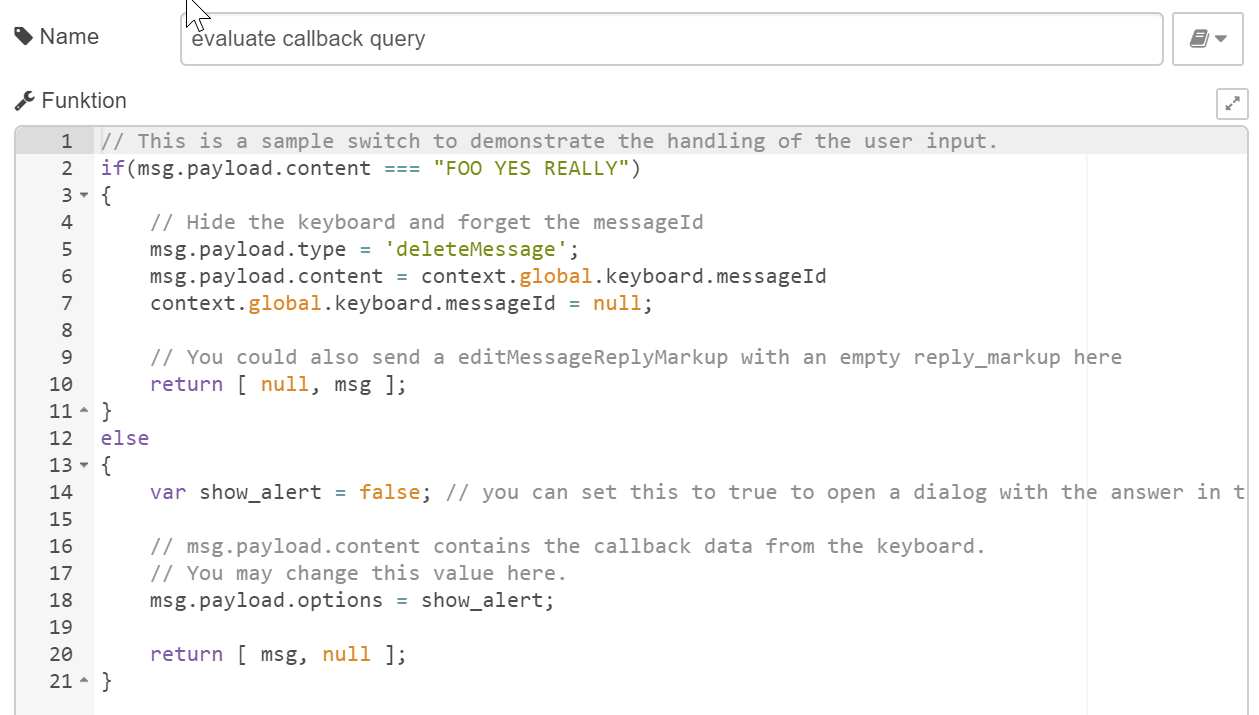 Name
evaluate callback query
Funktion
1 // This is a sample switch to demonstrate the handling of the user input.
2 if(msg.payload.content === "FOO YES REALLY")
3 {
4     // Hide the keyboard and forget the messageId
5     msg.payload.type = 'deleteMessage';
6     msg.payload.content = context.global.keyboard.messageId
7     context.global.keyboard.messageId = null;
8
9     // You could also send a editMessageReplyMarkup with an empty reply_markup here
10     return [ null, msg ];
11 }
12 else
13 {
14     var show_alert = false; // you can set this to true to open a dialog with the answer in t
15
16     // msg.payload.content contains the callback data from the keyboard.
17     // You may change this value here.
18     msg.payload.options = show_alert;
19
20     return [ msg, null ];
21 }